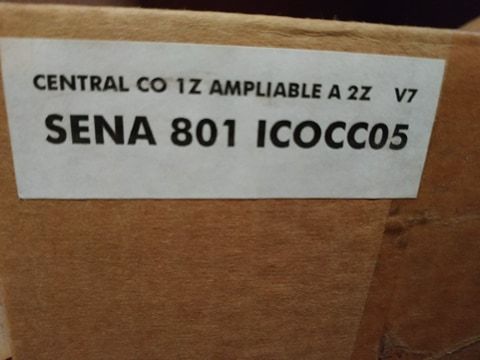 CENTRAL CO 1Z AMPLIABLE A 2Z V7
SENA 801 ICOCC05